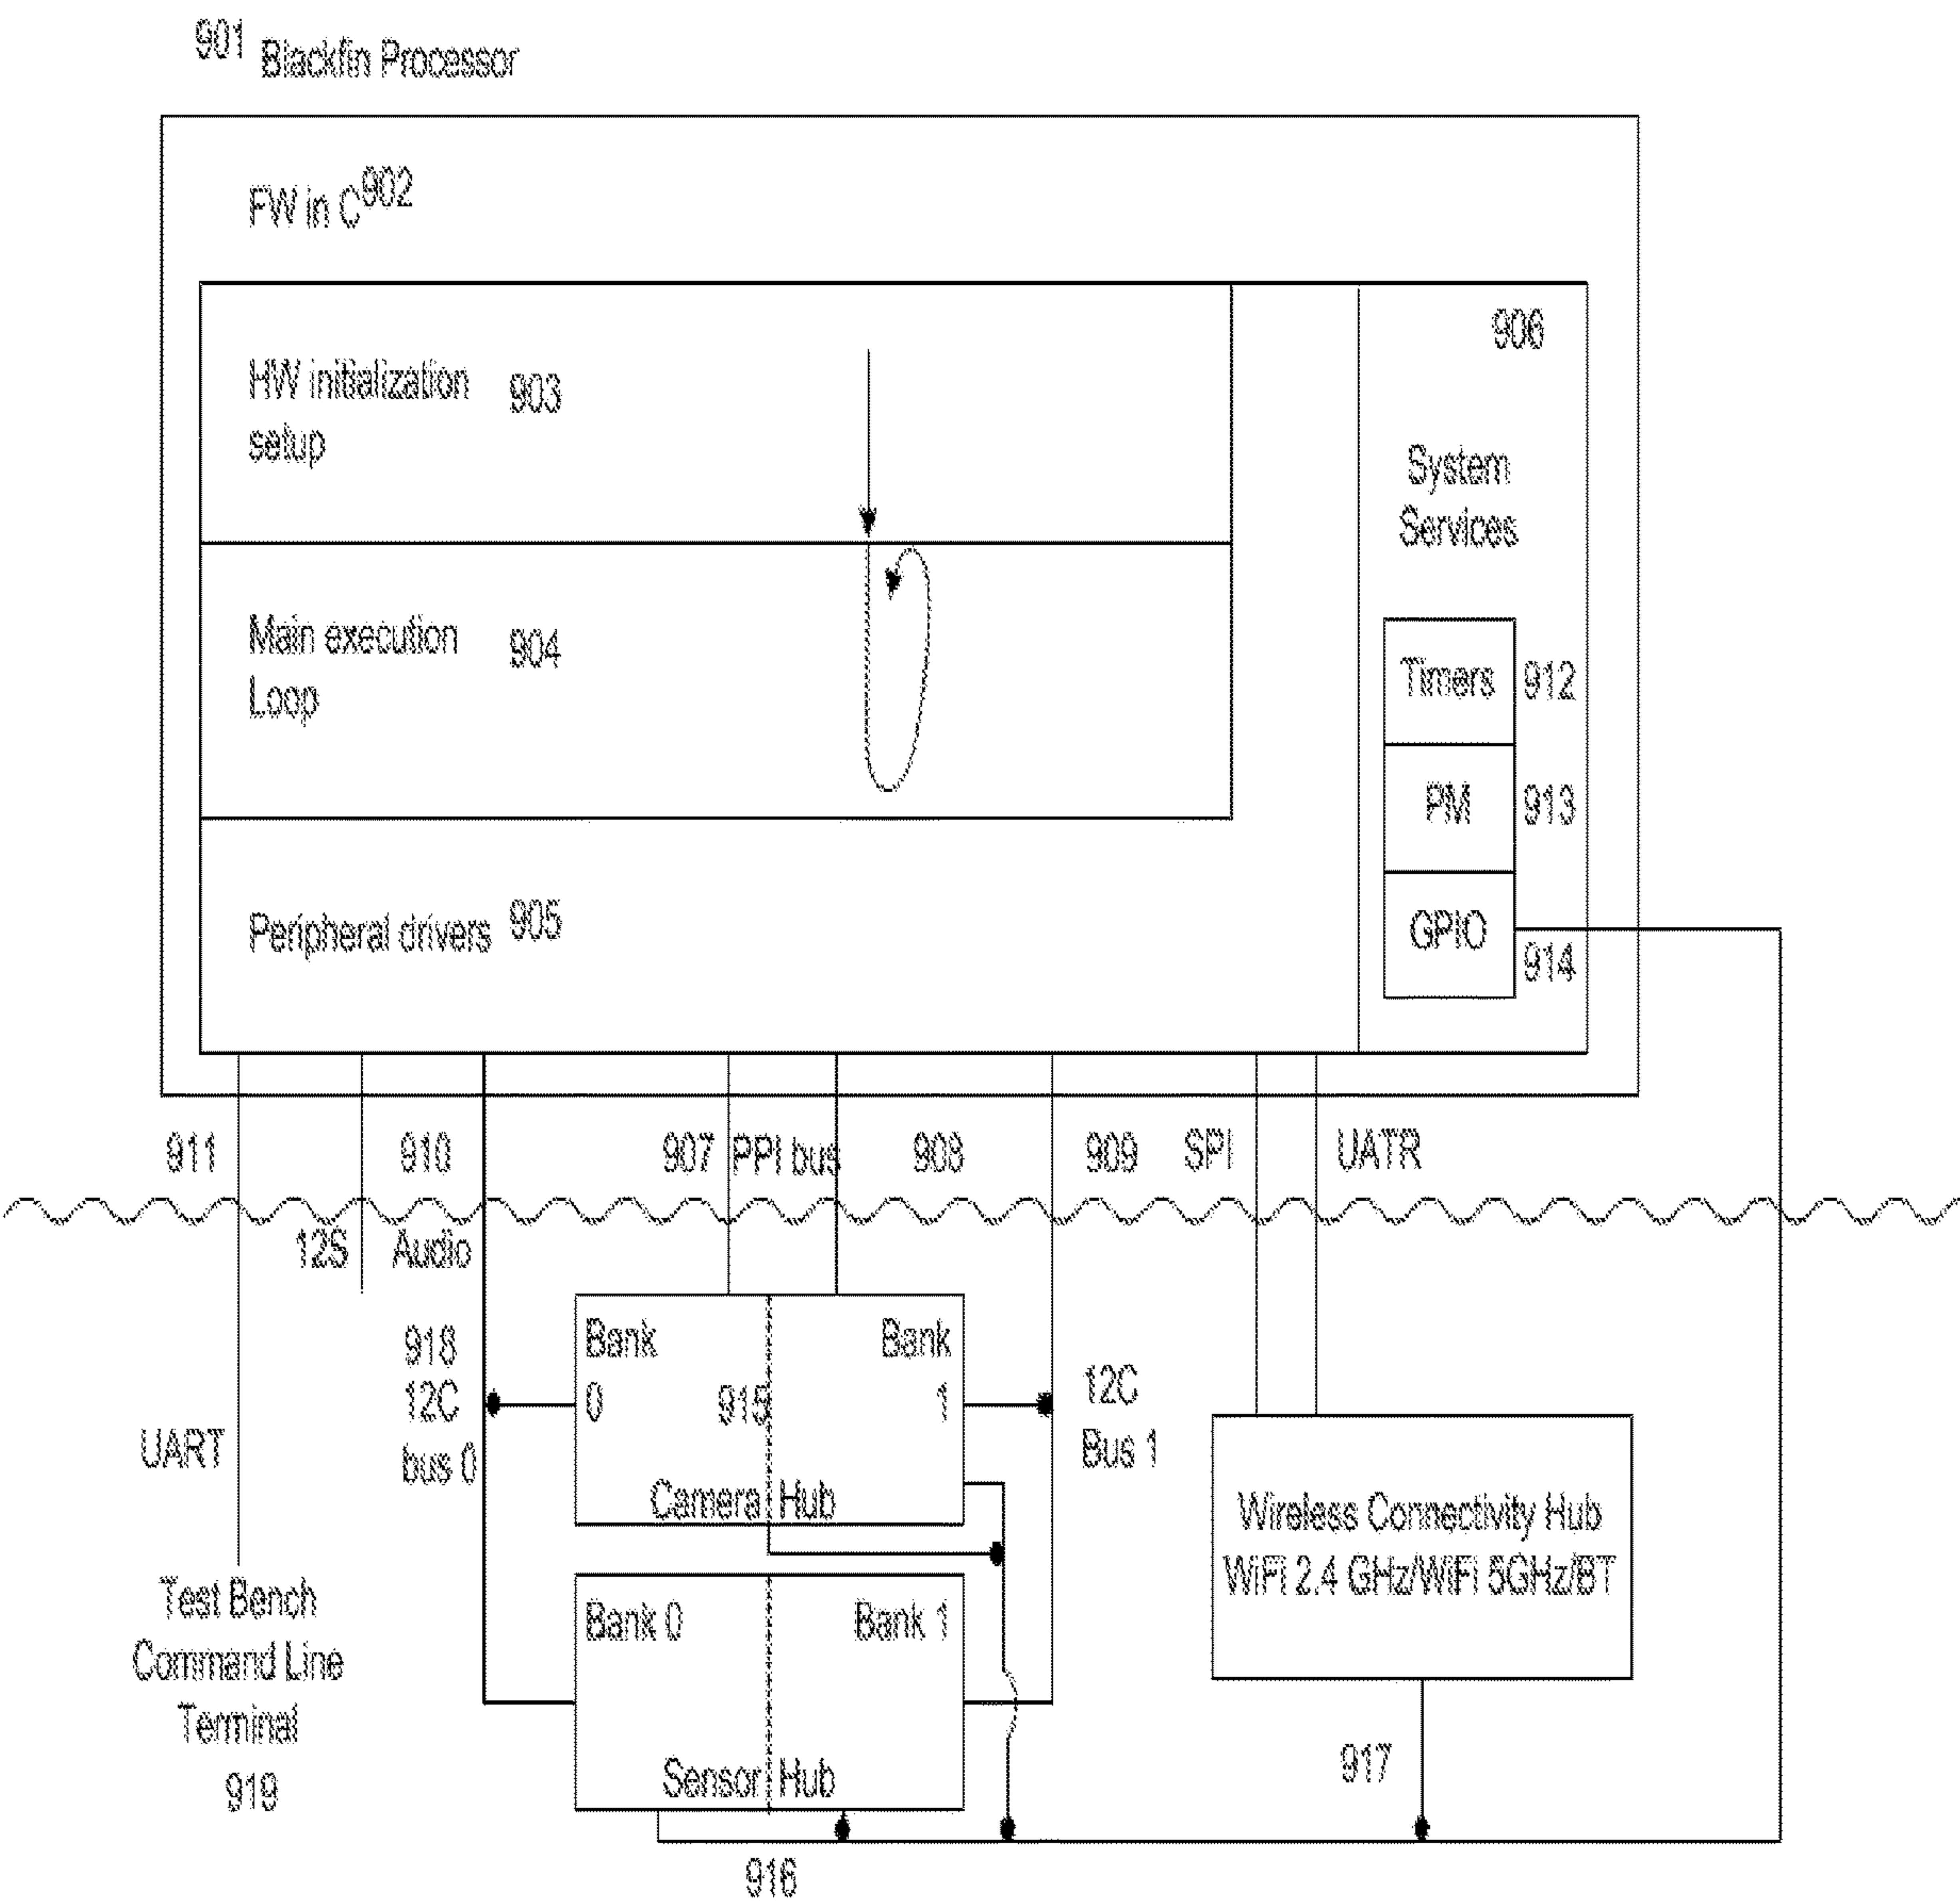 901 Blackfin Processor
FW in C 902
906
HW initialization 903
setup
System
Services
Main execution 904
Loop
Timers 912
PM 913
GPIO
914
Peripheral drivers 905
911 910 907 PPI bus 908 909 SPI UATR
12S Audio
918
12C
bus 0
Bank
0
915
Bank
1
Camera Hub
12C
Bus 1
UART
Wireless Connectivity Hub
WiFi 2.4 GHz/WiFi 5GHz/BT
Test Bench
Command Line
Terminal
919
Bank 0 Bank 1
Sensor Hub
917
916